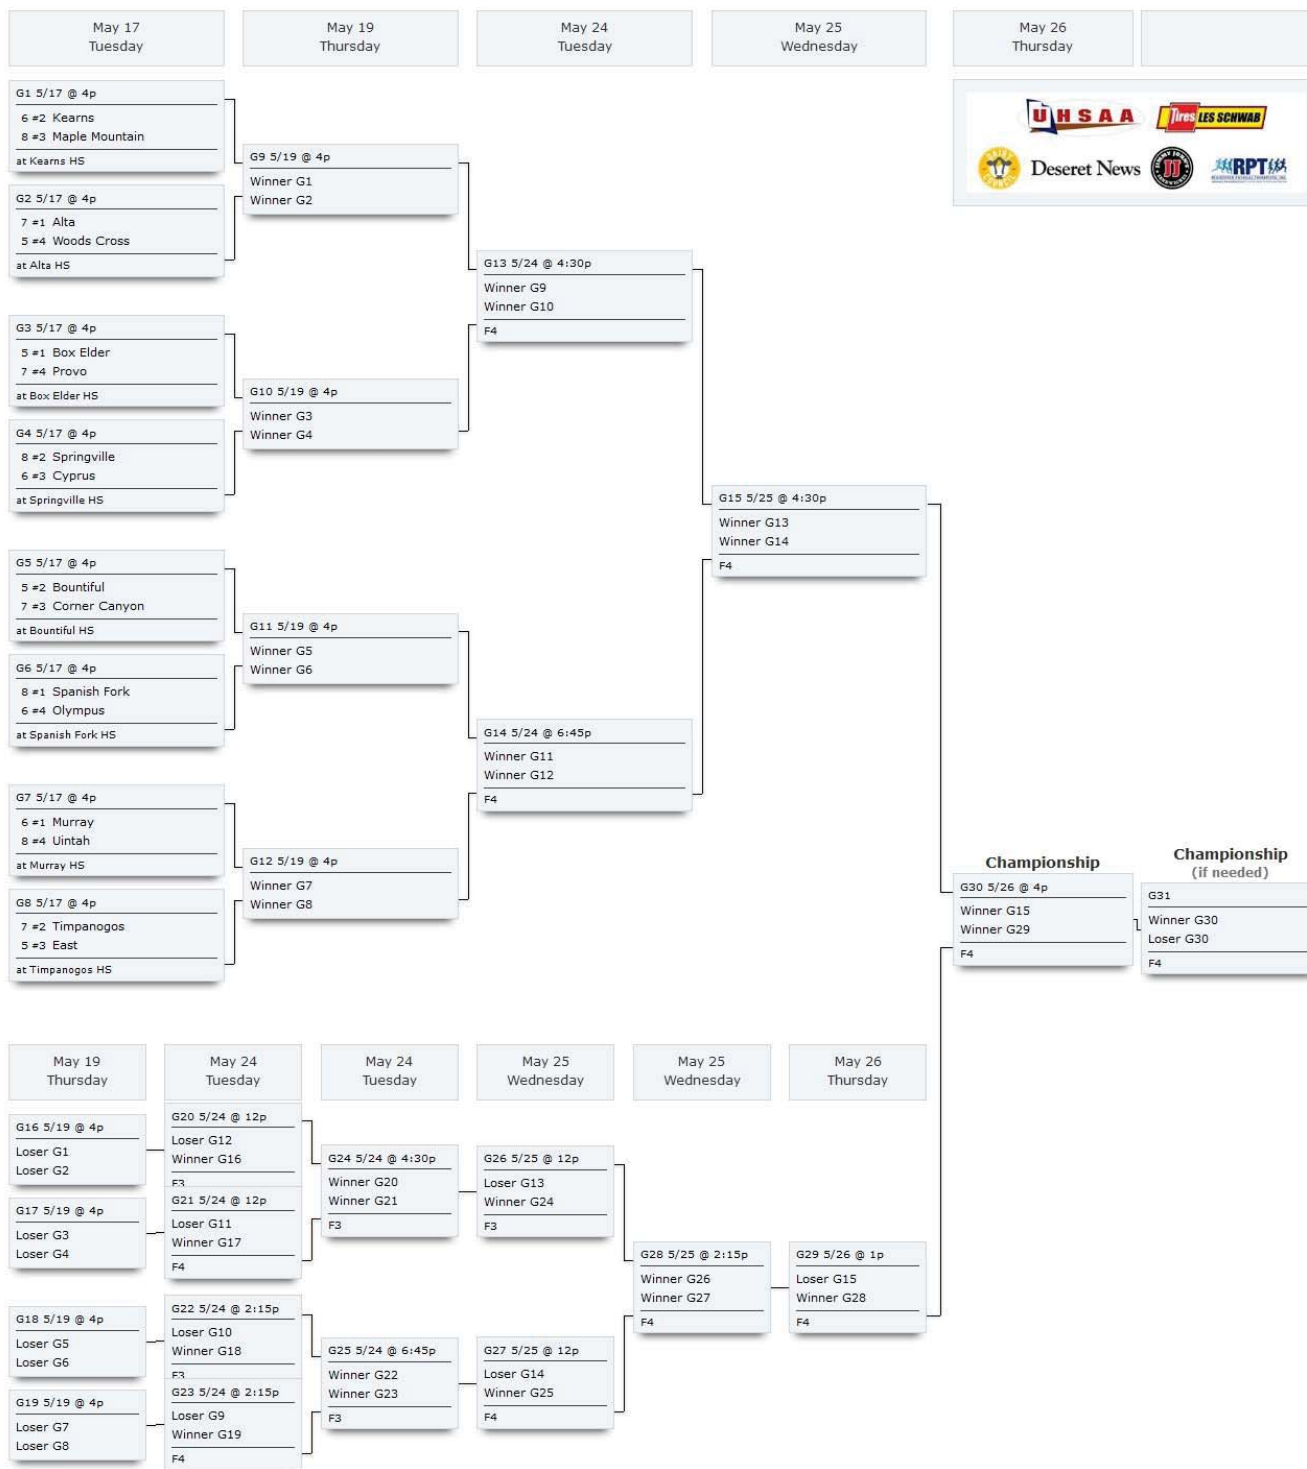 May 17
Tuesday
May 19
Thursday
May 24
Tuesday
May 25
Wednesday
May 26
Thursday
UHSAA
Tires LES SCHWAB
Deseret News
JJ
RPT
G1 5/17 @ 4p
6 #2 Kearns
8 #3 Maple Mountain
at Kearns HS
G2 5/17 @ 4p
7 #1 Alta
5 #4 Woods Cross
at Alta HS
G3 5/17 @ 4p
5 #1 Box Elder
7 #4 Provo
at Box Elder HS
G4 5/17 @ 4p
8 #2 Springville
6 #3 Cyprus
at Springville HS
G5 5/17 @ 4p
5 #2 Bountiful
7 #3 Corner Canyon
at Bountiful HS
G6 5/17 @ 4p
8 #1 Spanish Fork
6 #4 Olympus
at Spanish Fork HS
G7 5/17 @ 4p
6 #1 Murray
8 #4 Uintah
at Murray HS
G8 5/17 @ 4p
7 #2 Timpanogos
5 #3 East
at Timpanogos HS
G9 5/19 @ 4p
Winner G1
Winner G2
G10 5/19 @ 4p
Winner G3
Winner G4
G11 5/19 @ 4p
Winner G5
Winner G6
G12 5/19 @ 4p
Winner G7
Winner G8
G13 5/24 @ 4:30p
Winner G9
Winner G10
F4
G14 5/24 @ 6:45p
Winner G11
Winner G12
F4
G15 5/25 @ 4:30p
Winner G13
Winner G14
F4
Championship
G30 5/26 @ 4p
Winner G15
Winner G29
F4
Championship
(if needed)
G31
Winner G30
Loser G30
F4
May 19
Thursday
May 24
Tuesday
May 24
Tuesday
May 25
Wednesday
May 25
Wednesday
May 26
Thursday
G16 5/19 @ 4p
Loser G1
Loser G2
G17 5/19 @ 4p
Loser G3
Loser G4
G18 5/19 @ 4p
Loser G5
Loser G6
G19 5/19 @ 4p
Loser G7
Loser G8
G20 5/24 @ 12p
Loser G12
Winner G16
F3
G21 5/24 @ 12p
Loser G11
Winner G17
F4
G22 5/24 @ 2:15p
Loser G10
Winner G18
F3
G23 5/24 @ 2:15p
Loser G9
Winner G19
F4
G24 5/24 @ 4:30p
Winner G20
Winner G21
F3
G25 5/24 @ 6:45p
Winner G22
Winner G23
F3
G26 5/25 @ 12p
Loser G13
Winner G24
F3
G27 5/25 @ 12p
Loser G14
Winner G25
F4
G28 5/25 @ 2:15p
Winner G26
Winner G27
F4
G29 5/26 @ 1p
Loser G15
Winner G28
F4